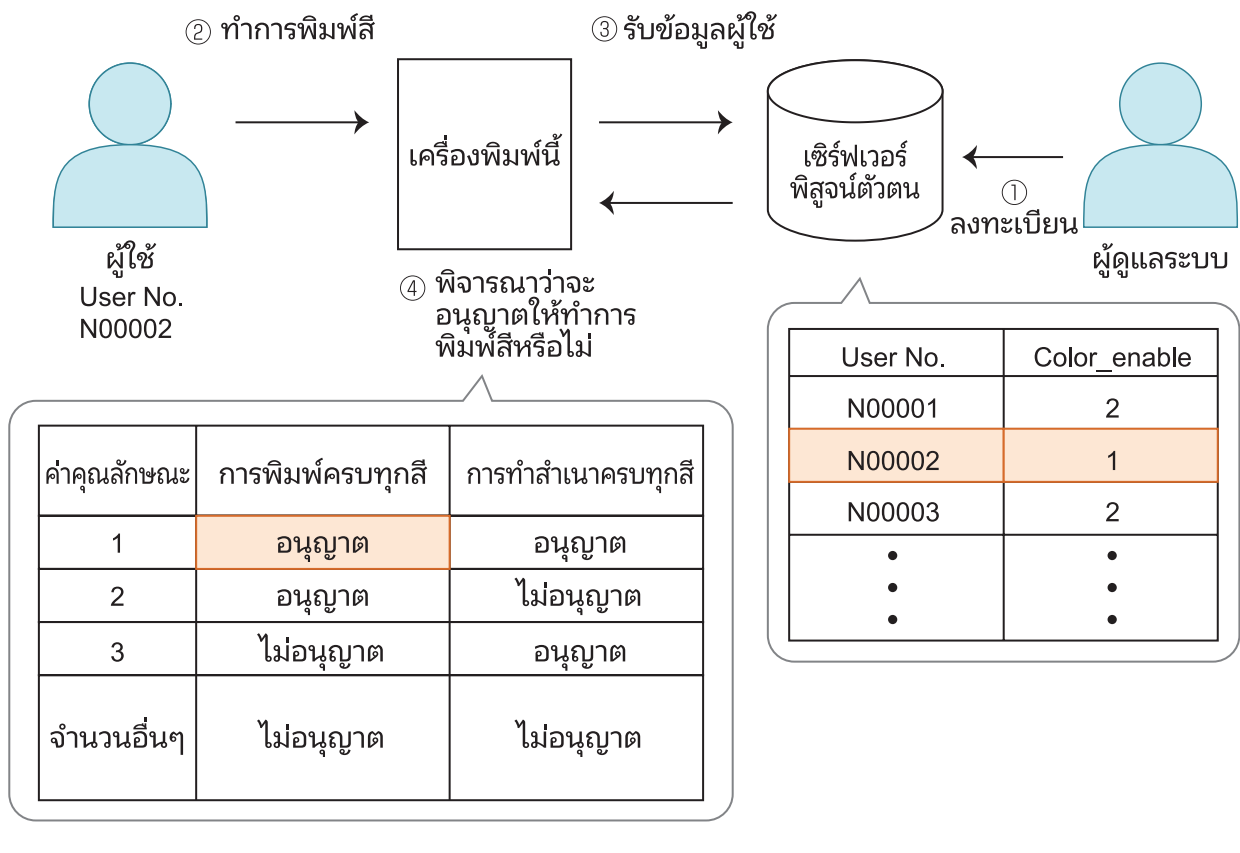 ② ทำการพิมพ์สี
③ รับข้อมูลผู้ใช้
เครื่องพิมพ์นี้
เซิร์ฟเวอร์
พิสูจน์ตัวตน
①
ลงทะเบียน
ผู้ใช้
User No.
N00002
ผู้ดูแลระบบ
④ พิจารณาว่าจะ
อนุญาตให้ทำการ
พิมพ์สีหรือไม่
User No. Color_enable
N00001 2
N00002 1
N00003 2
• •
• •
• •
ค่าคุณลักษณะ การพิมพ์ครบทุกสี การทำสำเนาครบทุกสี
1 อนุญาต อนุญาต
2 อนุญาต ไม่อนุญาต
3 ไม่อนุญาต อนุญาต
จำนวนอื่นๆ ไม่อนุญาต ไม่อนุญาต